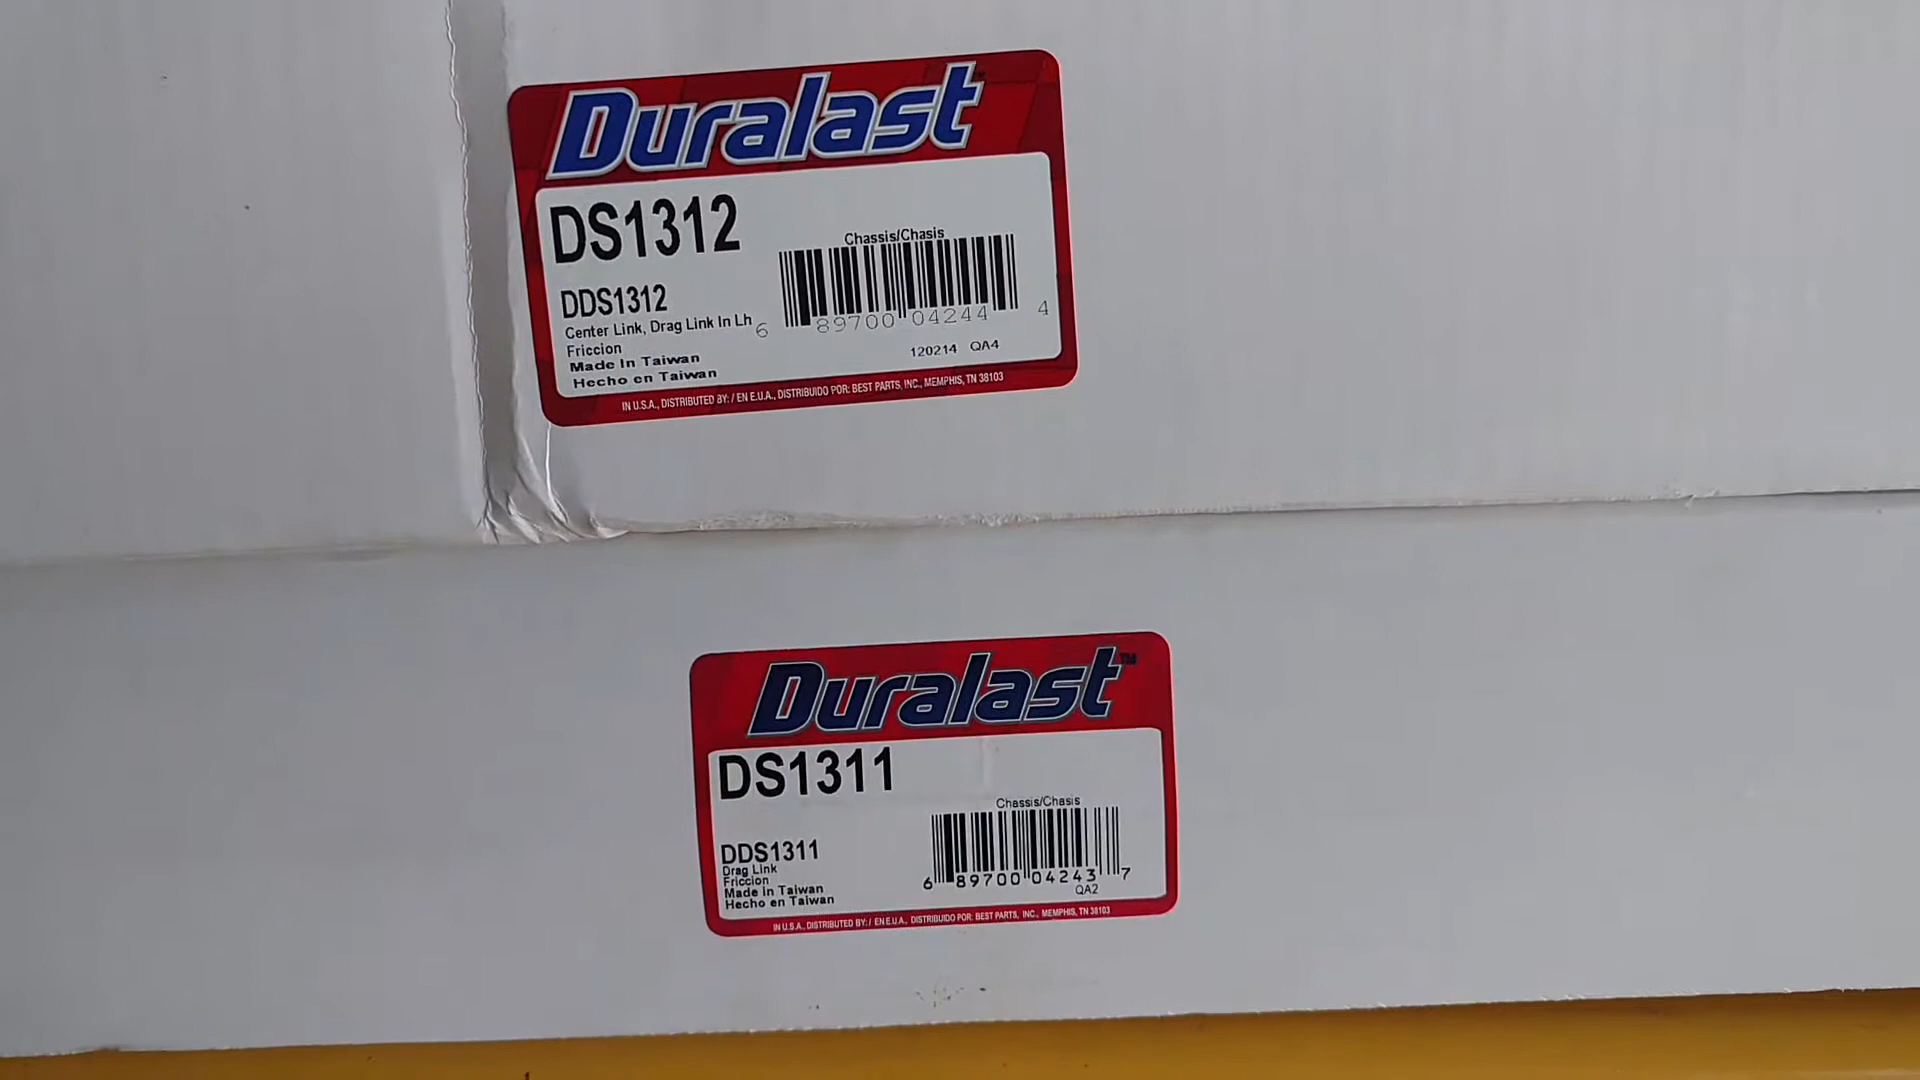 Duralast
DS1312
Chassis/Chasis
DDS1312
Center Link, Drag Link In Lh
6 89700 04244 4
Friccion
Made In Taiwan
120214 QA4
Hecho en Taiwan
IN U.S.A., DISTRIBUTED BY: / EN E.U.A., DISTRIBUIDO POR: BEST PARTS, INC., MEMPHIS, TN 38103
Duralast™
DS1311
Chassis/Chasis
DDS1311
Drag Link
6 89700 04243 7
Friccion
Made in Taiwan
QA2
Hecho en Taiwan
IN U.S.A., DISTRIBUTED BY: / EN E.U.A., DISTRIBUIDO POR: BEST PARTS, INC., MEMPHIS, TN 38103